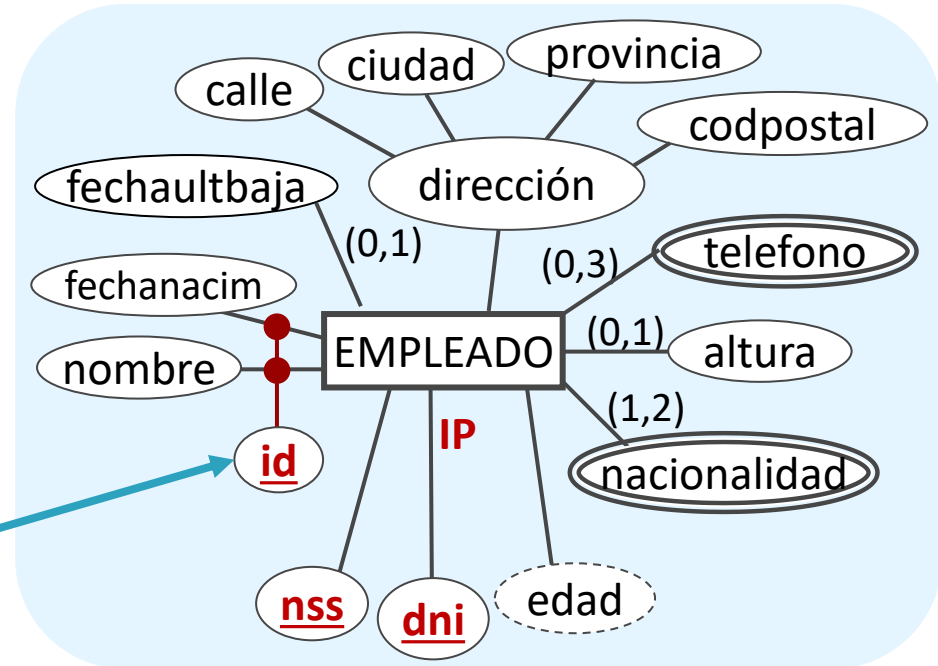 provincia
ciudad
calle
codpostal
dirección
fechaultbaja
(0,1)
telefono
(0,3)
fechanacim
EMPLEADO
(0,1)
altura
nombre
(1,2)
IP
id
nacionalidad
nss
dni
edad